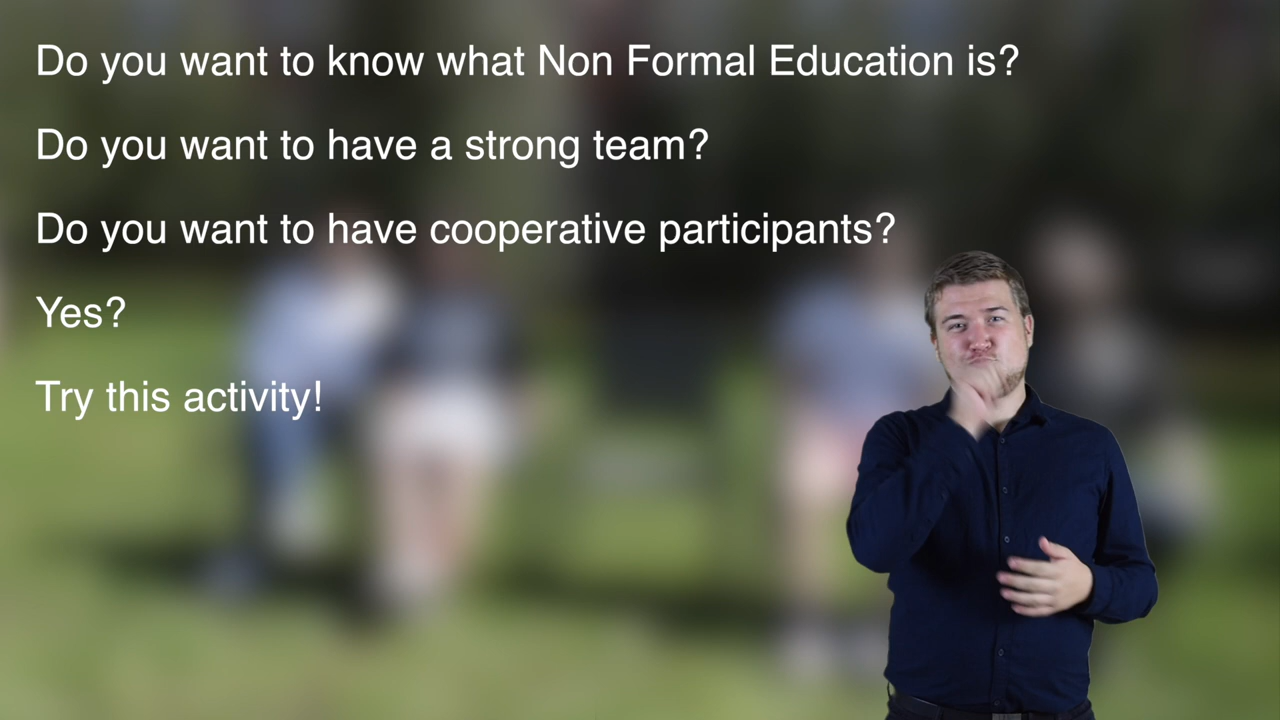 Do you want to know what Non Formal Education is?
Do you want to have a strong team?
Do you want to have cooperative participants?
Yes?
Try this activity!